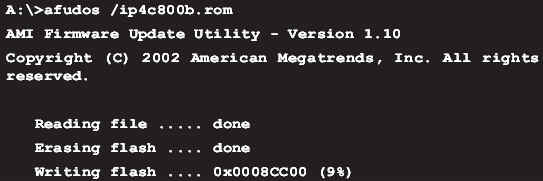 A:\>afudos /ip4c800b.rom
AMI Firmware Update Utility - Version 1.10
Copyright (C) 2002 American Megatrends, Inc. All rights
reserved.
Reading file ..... done
Erasing flash .... done
Writing flash .... 0x0008CC00 (9%)